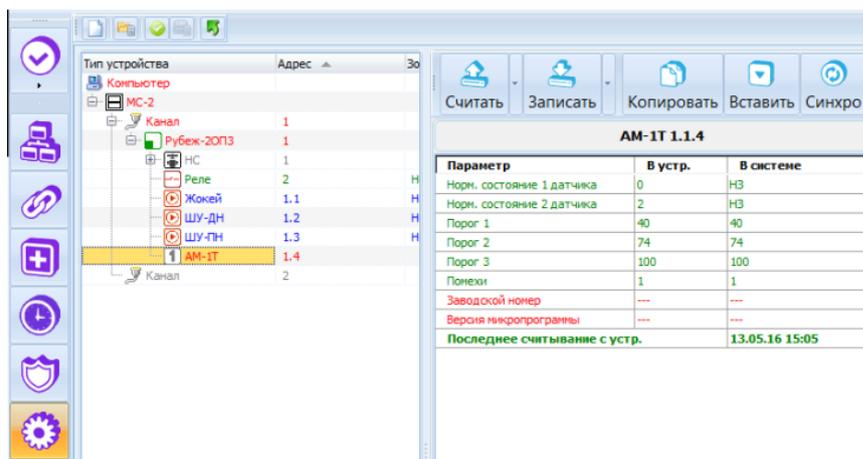 Тип устройства Адрес Зо
Компьютер
МС-2
Канал 1
Рубеж-2ОПЗ 1
НС 1
Реле 2 Н
Жокей 1.1 Н
ШУ-ДН 1.2 Н
ШУ-ПН 1.3 Н
1 АМ-1Т 1.4
Канал 2
Считать Записать Копировать Вставить Синхро
АМ-1Т 1.1.4
Параметр В устр. В системе
Норм. состояние 1 датчика 0 НЗ
Норм. состояние 2 датчика 2 НЗ
Порог 1 40 40
Порог 2 74 74
Порог 3 100 100
Помехи 1 1
Заводской номер --- ---
Версия микропрограммы --- ---
Последнее считывание с устр. 13.05.16 15:05